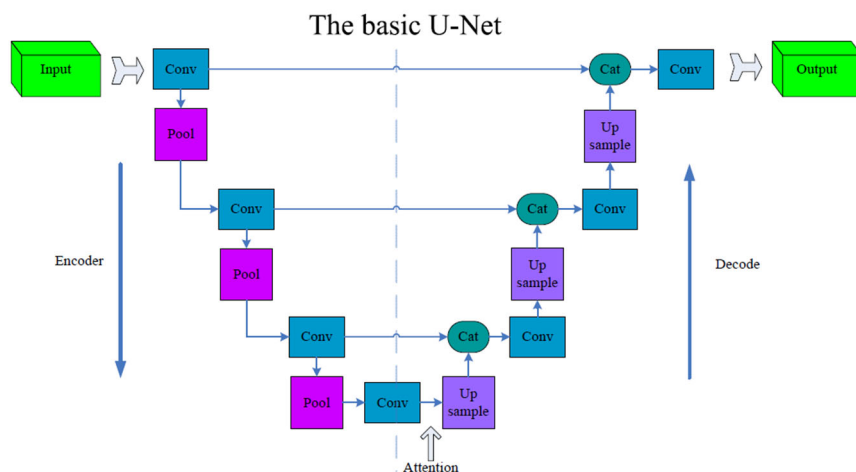 The basic U-Net
Input
Conv
Cat
Conv
Output
Pool
Up
sample
Conv
Cat
Conv
Encoder
Pool
Up
sample
Decode
Conv
Cat
Conv
Pool
Conv
Up
sample
Attention